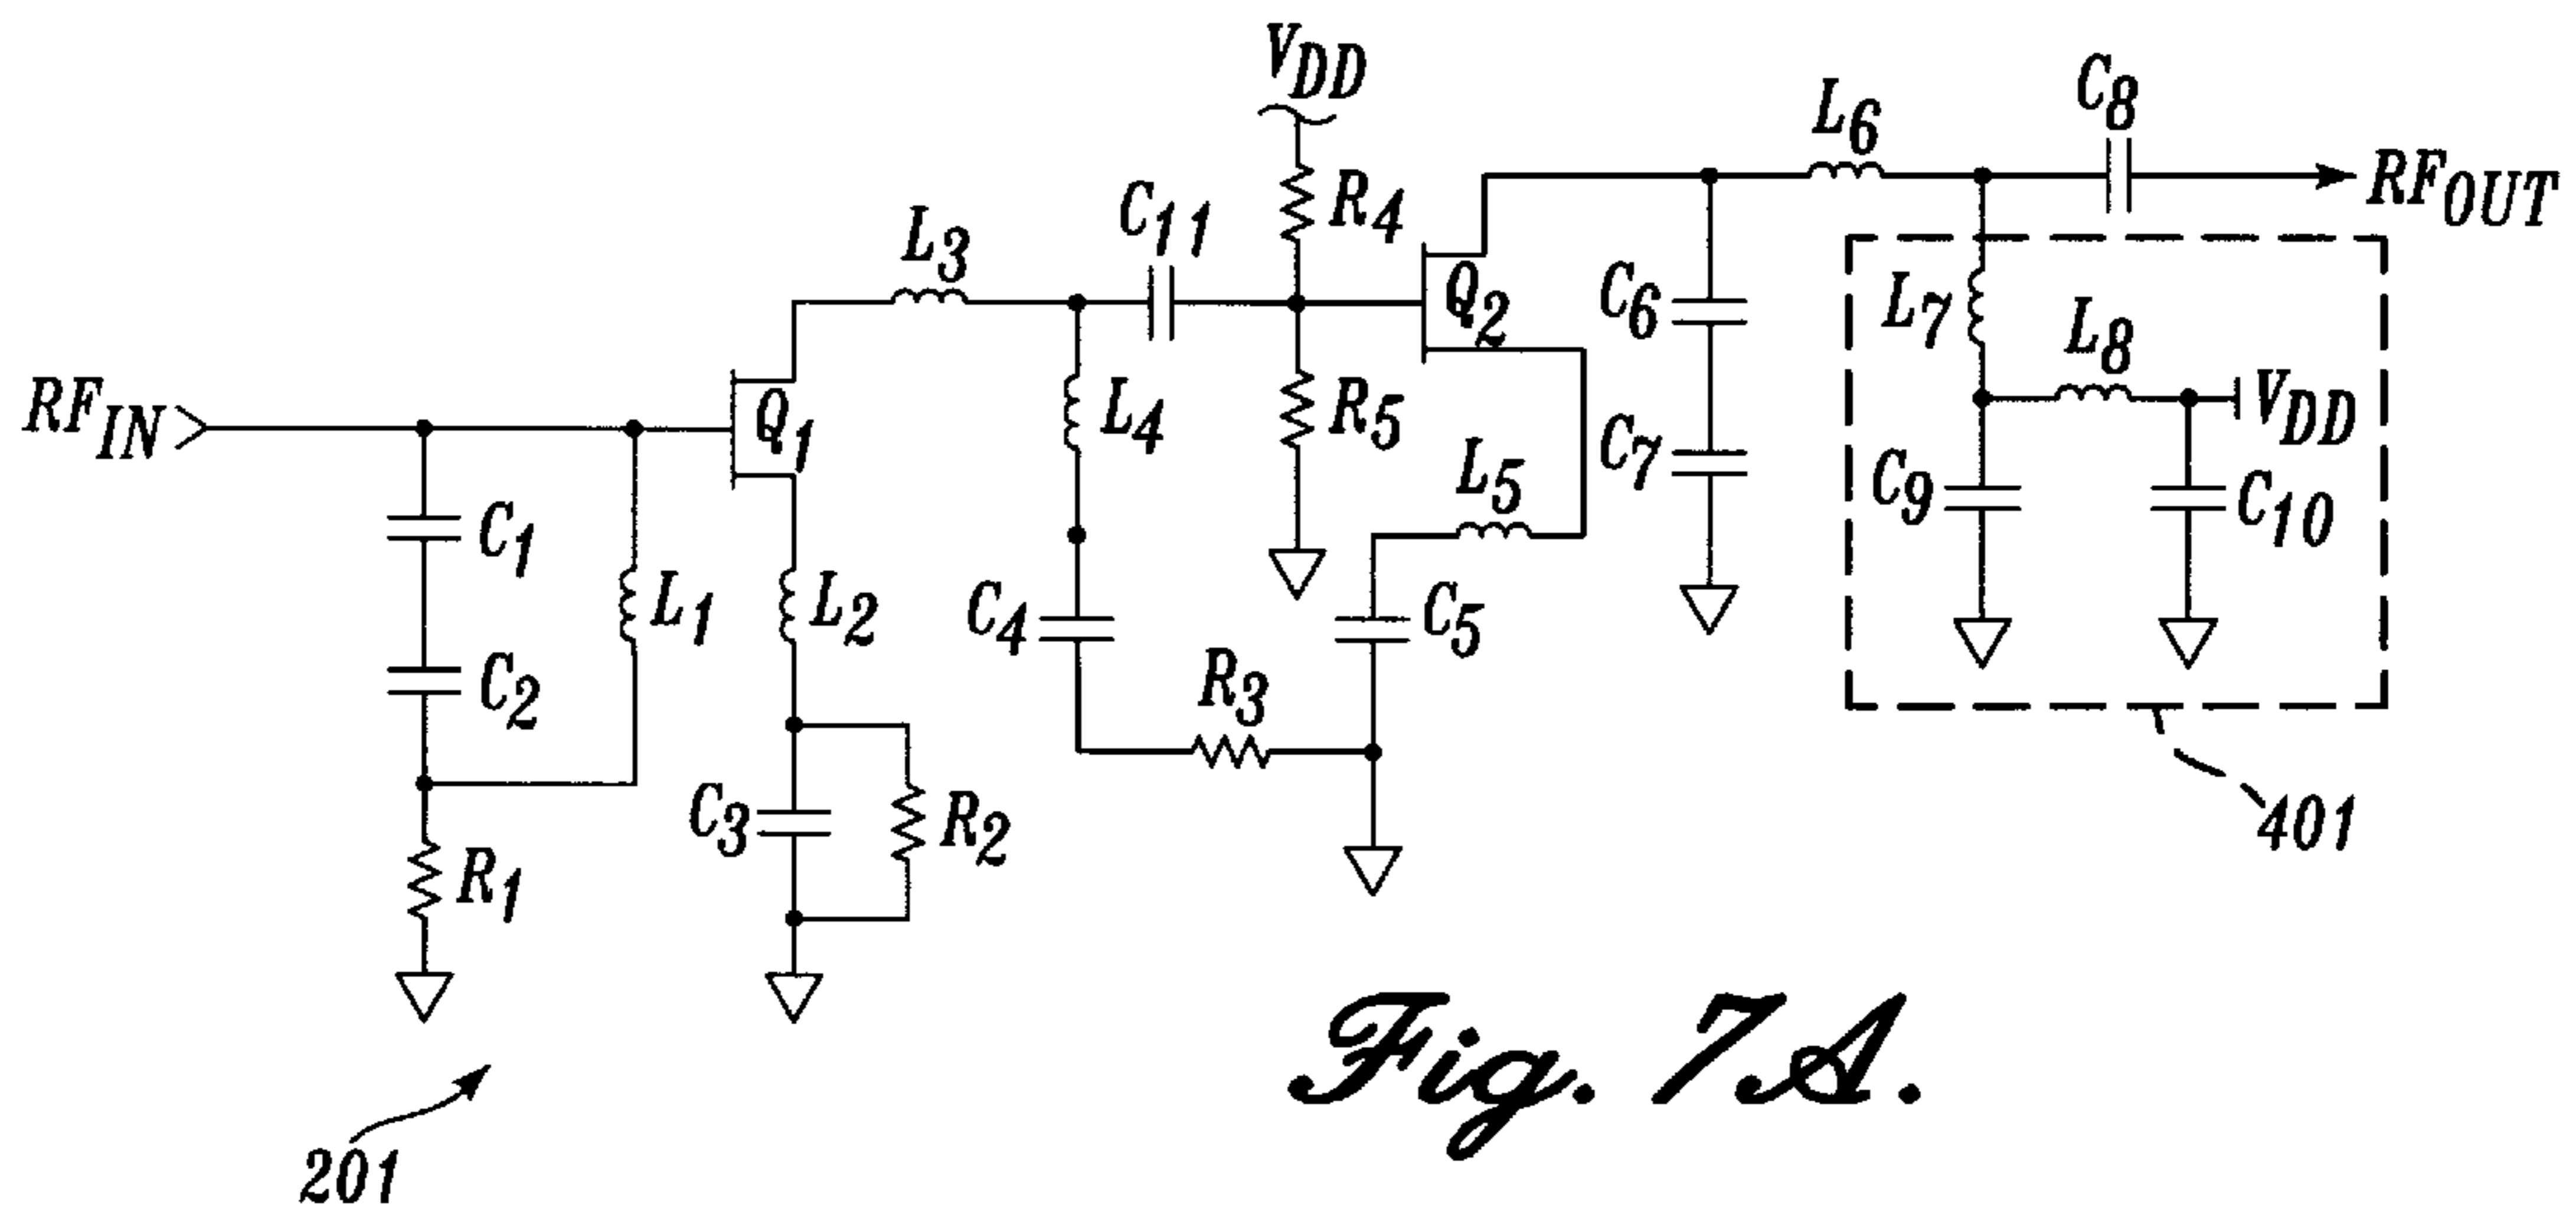 VDD
C8
L6
RFOUT
R4
C11
L3
Q2
C6
L7
L8
VDD
RFIN
Q1
L4
R5
C7
L5
C9
C10
C1
L1
L2
C4
C5
C2
R3
C3
R2
R1
401
Fig. 7A.
201